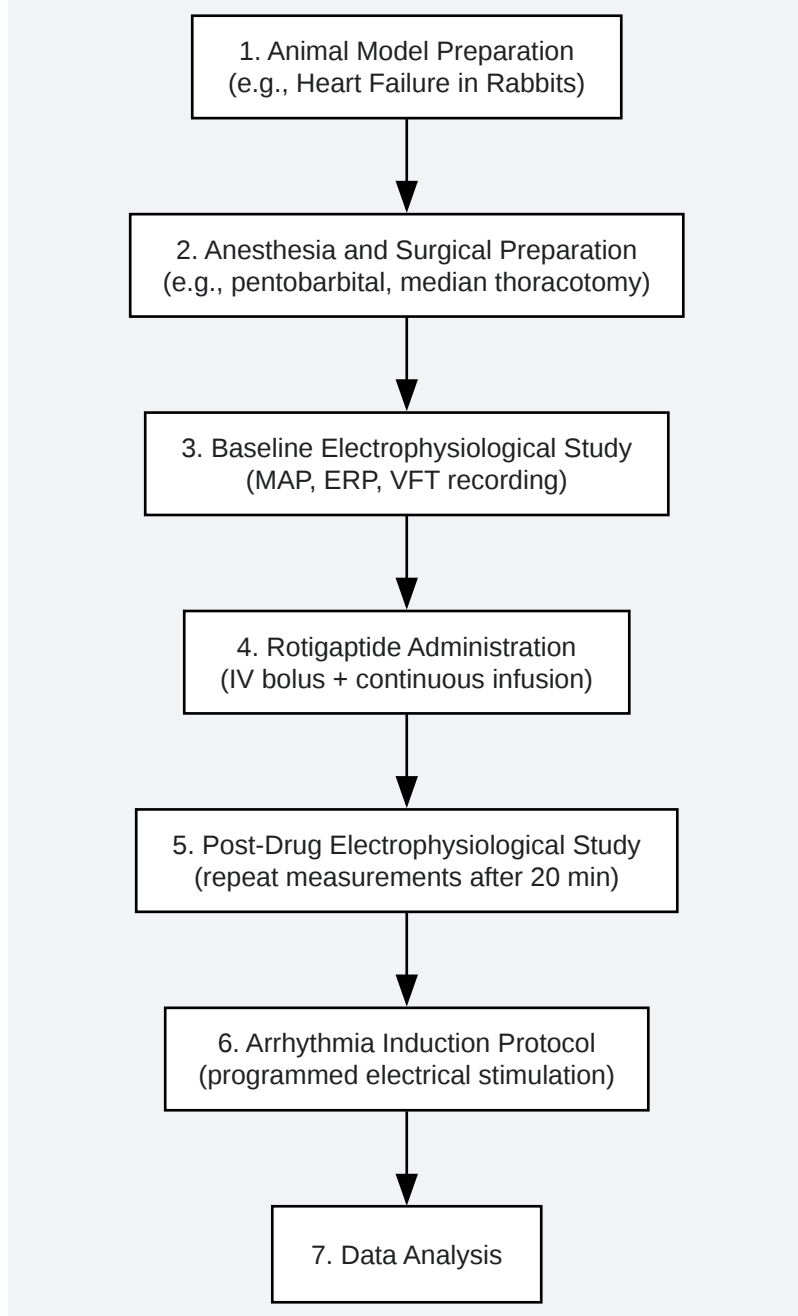 1. Animal Model Preparation
(e.g., Heart Failure in Rabbits)
2. Anesthesia and Surgical Preparation
(e.g., pentobarbital, median thoracotomy)
3. Baseline Electrophysiological Study
(MAP, ERP, VFT recording)
4. Rotigaptide Administration
(IV bolus + continuous infusion)
5. Post-Drug Electrophysiological Study
(repeat measurements after 20 min)
6. Arrhythmia Induction Protocol
(programmed electrical stimulation)
7. Data Analysis